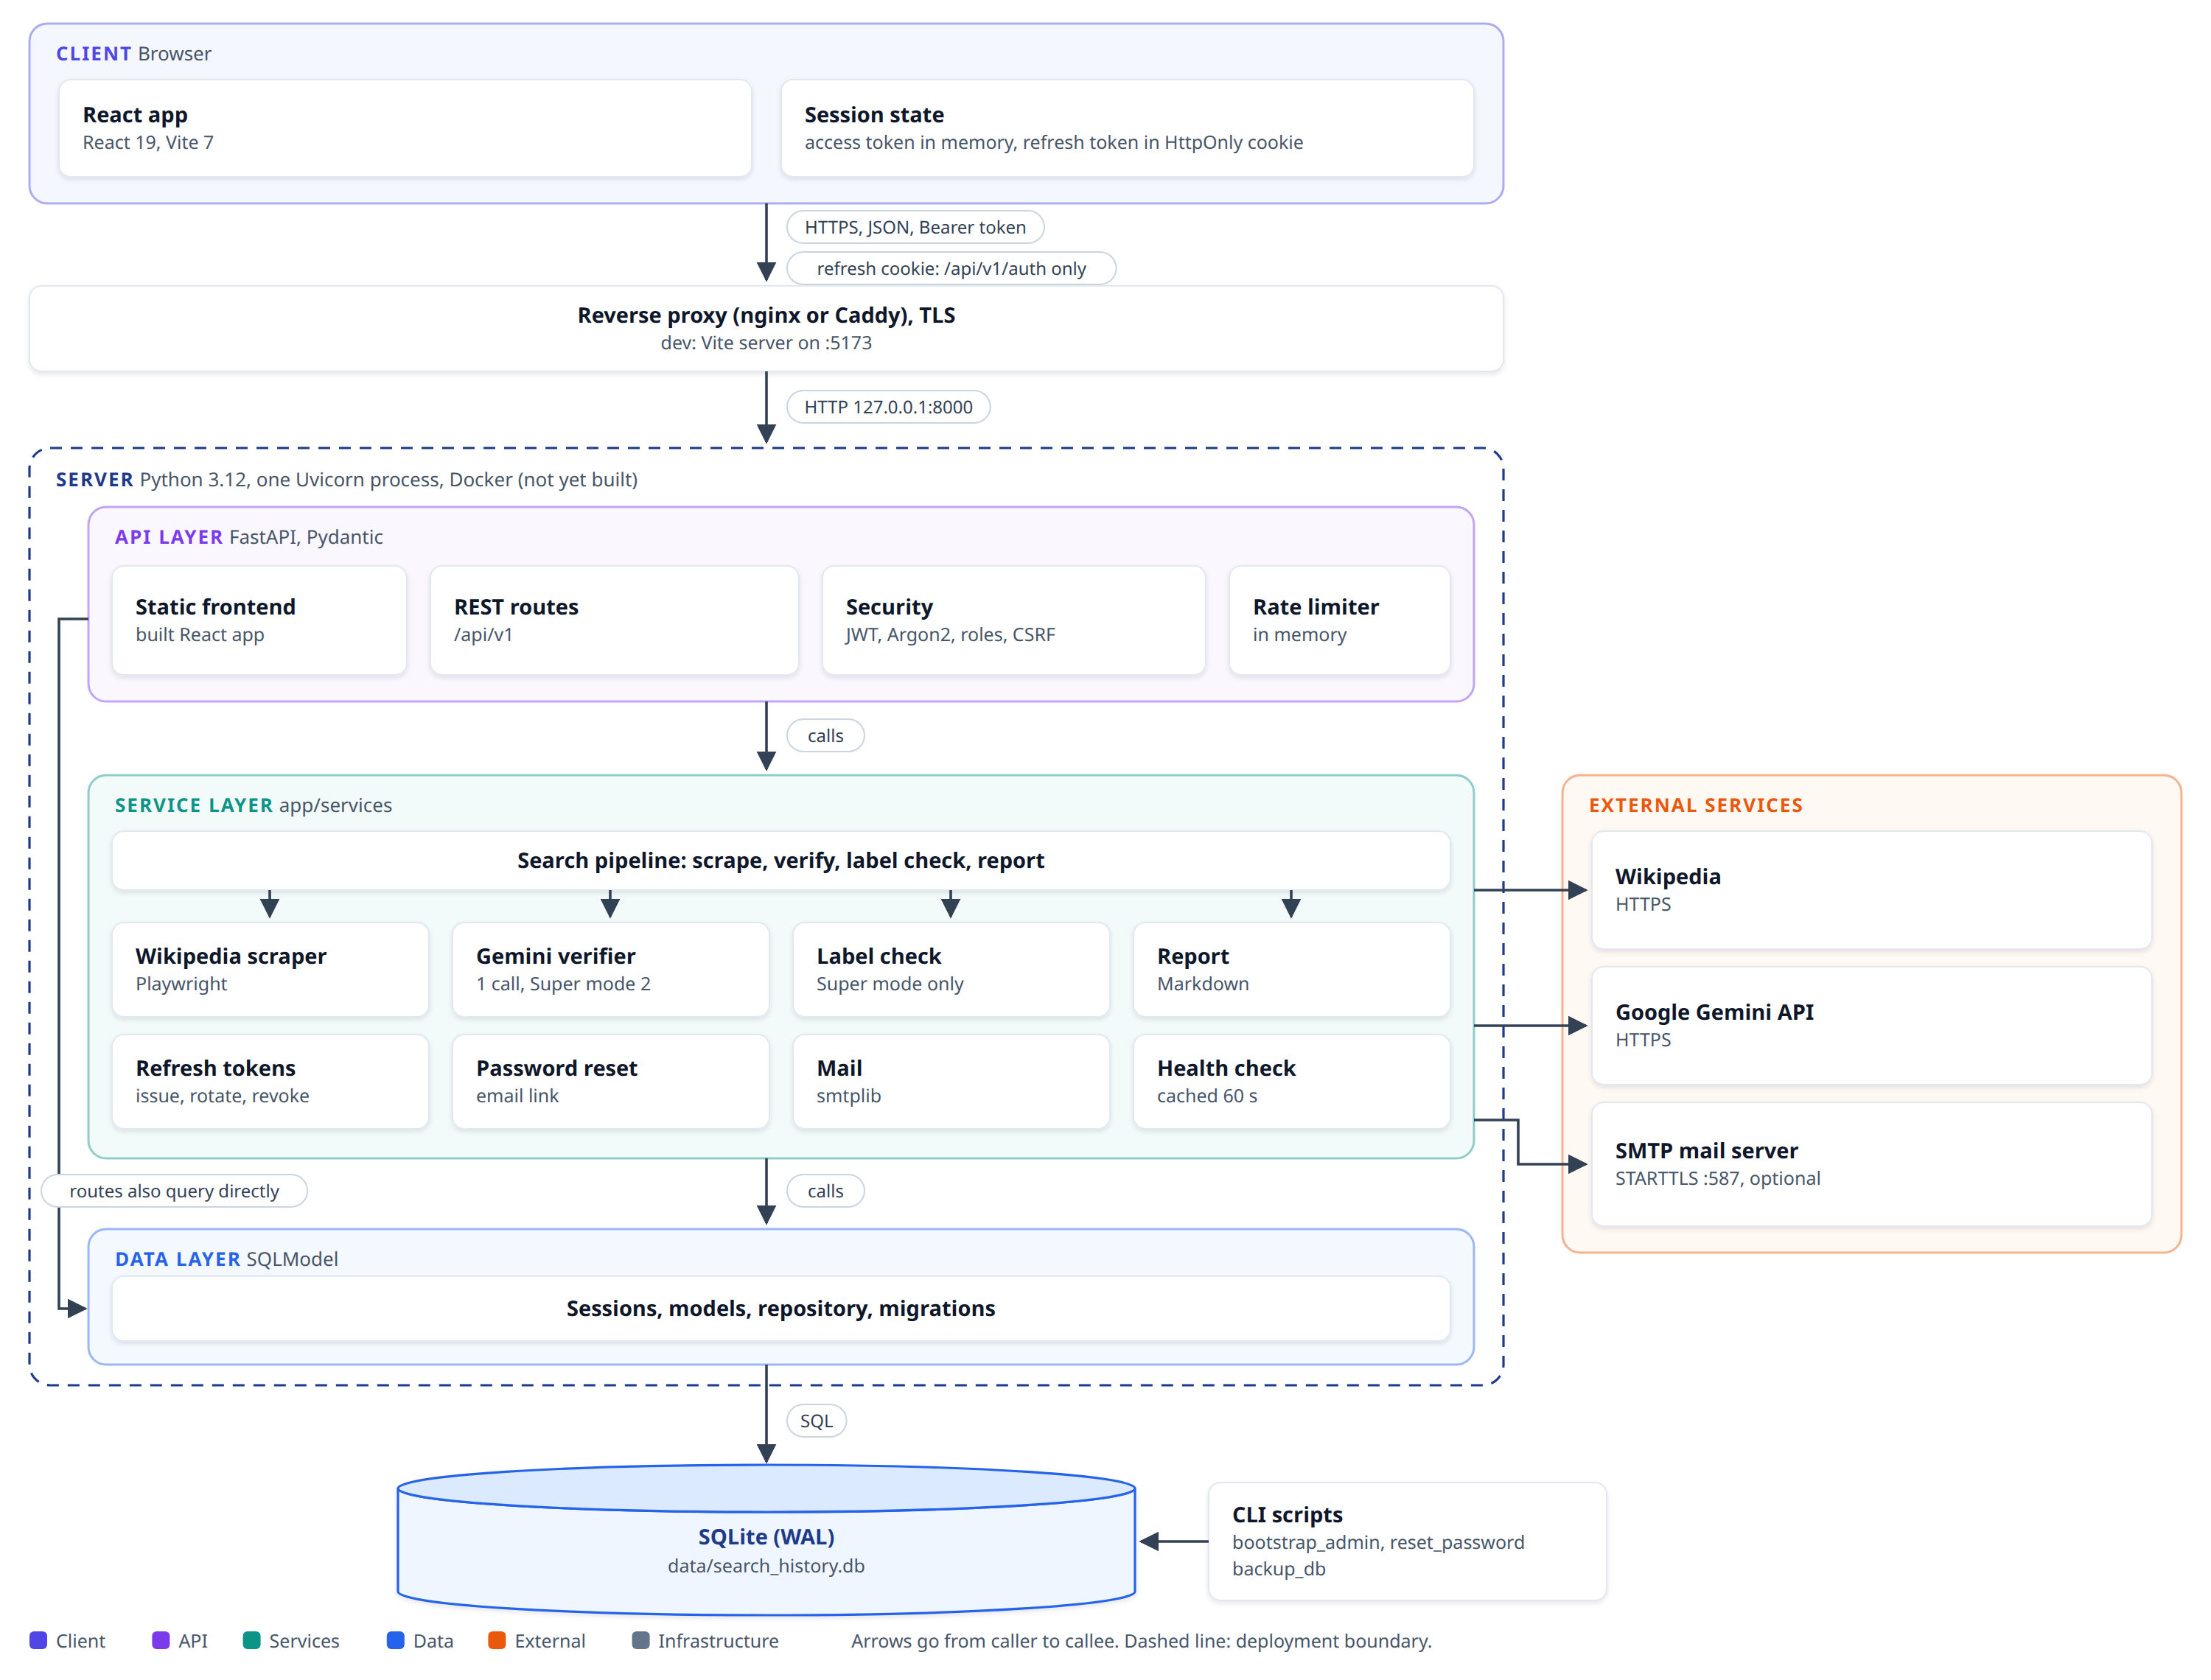 CLIENT Browser
React app
React 19, Vite 7
Session state
access token in memory, refresh token in HttpOnly cookie
HTTPS, JSON, Bearer token
refresh cookie: /api/v1/auth only
Reverse proxy (nginx or Caddy), TLS
dev: Vite server on :5173
HTTP 127.0.0.1:8000
SERVER Python 3.12, one Uvicorn process, Docker (not yet built)
API LAYER FastAPI, Pydantic
Static frontend
built React app
REST routes
/api/v1
Security
JWT, Argon2, roles, CSRF
Rate limiter
in memory
calls
SERVICE LAYER app/services
Search pipeline: scrape, verify, label check, report
Wikipedia scraper
Playwright
Gemini verifier
1 call, Super mode 2
Label check
Super mode only
Report
Markdown
Refresh tokens
issue, rotate, revoke
Password reset
email link
Mail
smtplib
Health check
cached 60 s
EXTERNAL SERVICES
Wikipedia
HTTPS
Google Gemini API
HTTPS
SMTP mail server
STARTTLS :587, optional
routes also query directly
calls
DATA LAYER SQLModel
Sessions, models, repository, migrations
SQL
SQLite (WAL)
data/search_history.db
CLI scripts
bootstrap_admin, reset_password
backup_db
Client
API
Services
Data
External
Infrastructure
Arrows go from caller to callee. Dashed line: deployment boundary.